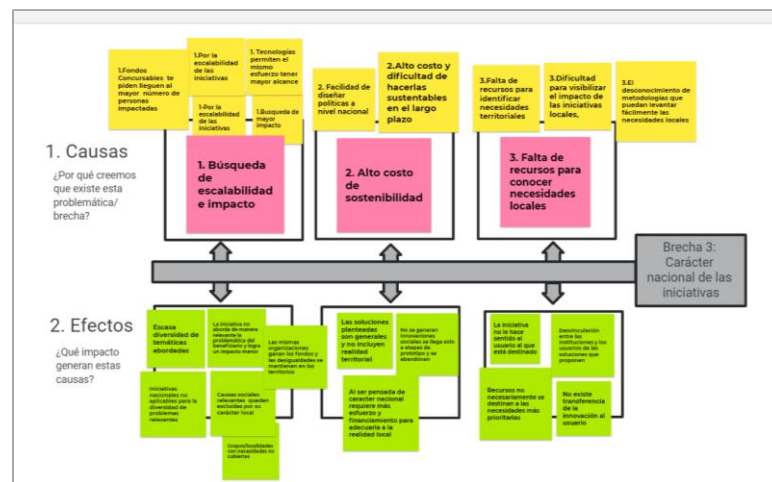 1.Fondos
Concursables te
piden lleguen al
mayor número de
personas
impactadas
1.Por la
escalabilidad
de las
iniciativas
1. Tecnologías
permiten el
mismo
esfuerzo tener
mayor alcance
1-Por la
escalabilidad
de las
iniciativas
1.Busqueda de
mayor
impacto
2. Facilidad de
diseñar
políticas a
nivel nacional
2.Alto costo y
dificultad de
hacerlas
sustentables
en el largo
plazo
3.Falta de
recursos para
identificar
necesidades
territoriales
3.Dificultad
para visibilizar
el impacto de
las iniciativas
locales,
3.El
desconocimiento de
metodologías que
puedan levantar
fácilmente las
necesidades locales
1. Causas
¿Por qué creemos
que existe esta
problemática/
brecha?
1. Búsqueda
de
escalabilidad
e impacto
2. Alto costo
de
sostenibilidad
3. Falta de
recursos para
conocer
necesidades
locales
Brecha 3:
Carácter
nacional de las
iniciativas
2. Efectos
¿Qué impacto
generan estas
causas?
Escasa
diversidad de
temáticas
abordadas
La iniciativa no
aborda de manera
relevante la
problemática del
beneficiario y logra
un impacto menor
Las mismas
organizaciones
ganan los fondos y
las desigualdades se
mantienen en los
territorios
Iniciativas
nacionales no
aplicables para la
diversidad de
problemas
relevantes
Causas sociales
relevantes quedan
excluidas por su
carácter local
Grupos/localidades
con necesidades no
cubiertas
Las soluciones
planteadas son
generales y no
incluyen realidad
territorial
No se generan
innovaciones
sociales se llega solo
a etapas de
prototipo y se
abandonan
Al ser pensada de
caracter nacional
requiere más
esfuerzo y
financiamiento para
adecuarla a la
realidad local
La iniciativa
no le hace
sentido al
usuario al que
está destinado
Desvinculación
entre las
instituciones y los
usuarios de las
soluciones que
proponen
Recursos no
necesariamente se
destinan a las
necesidades más
prioritarias
No existe
transferencia
de la
innovación al
usuario